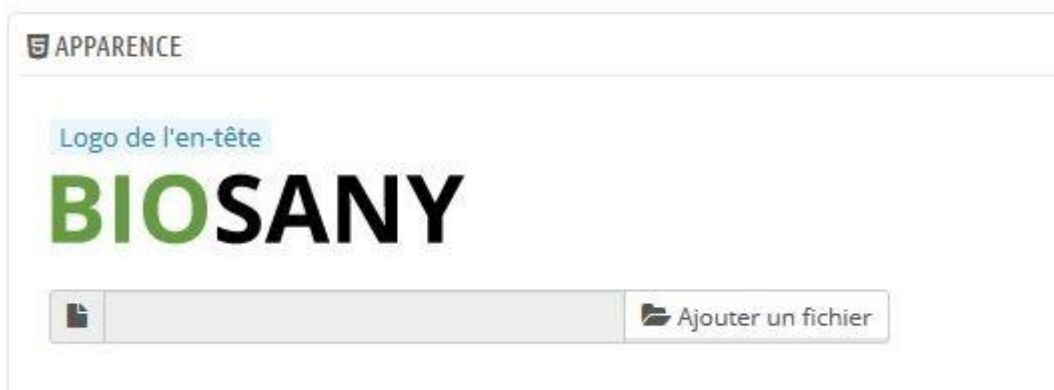 APPARENCE
Logo de l'en-tête
BIOSANY
Ajouter un fichier